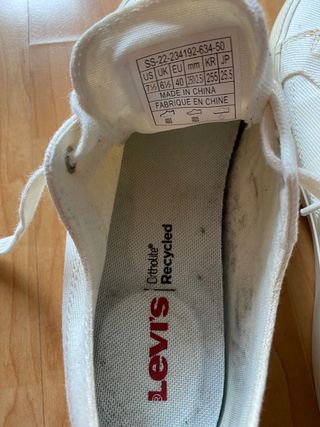 SS-22-234192-634-50
US UK EU mm KR JP
7½ 6½ 40 255 25.5
MADE IN CHINA
FABRIQUE EN CHINE
LEVI'S®
Ortholite®
Recycled